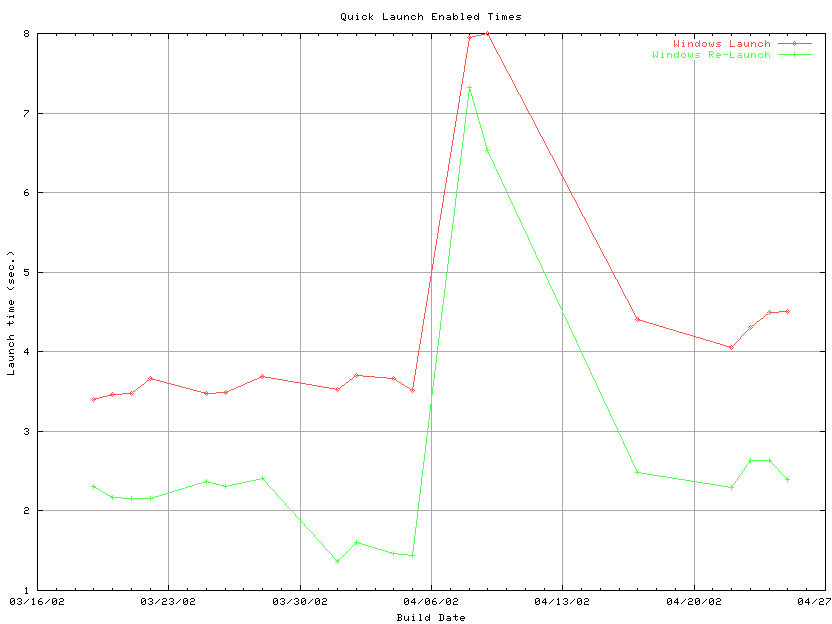 Quick Launch Enabled Times
Windows Launch
Windows Re-Launch
8
7
6
5
4
3
2
1
Launch time (sec.)
03/16/02 03/23/02 03/30/02 04/06/02 04/13/02 04/20/02 04/27
Build Date